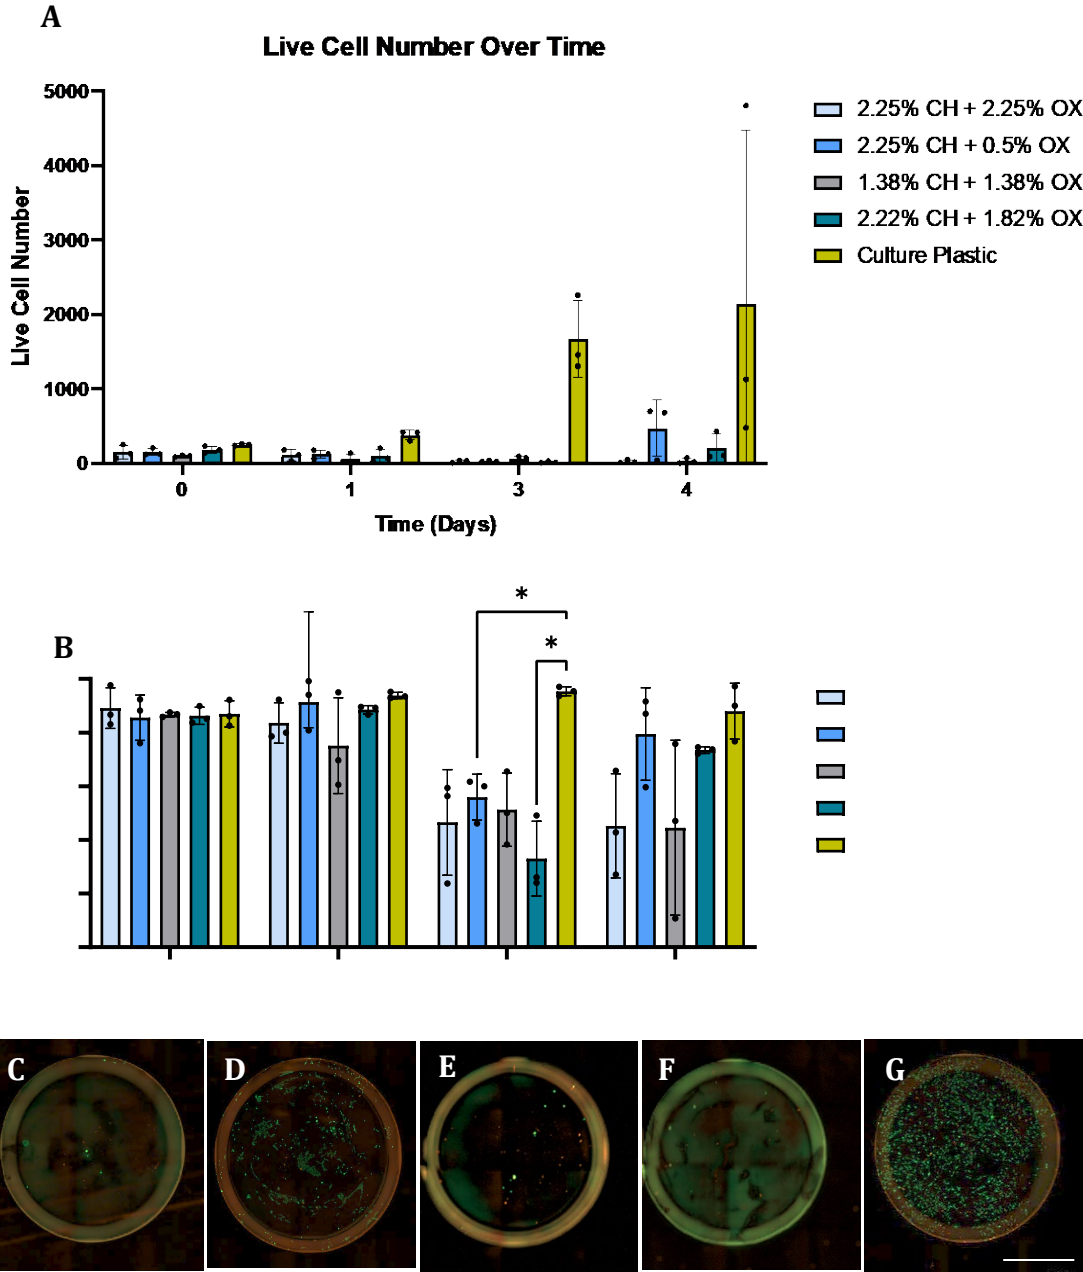 A
Live Cell Number Over Time
5000
4000
3000
2000
1000
0
Live Cell Number
0 1 3 4
Time (Days)
2.25% CH + 2.25% OX
2.25% CH + 0.5% OX
1.38% CH + 1.38% OX
2.22% CH + 1.82% OX
Culture Plastic
B
*
*
C D E F G